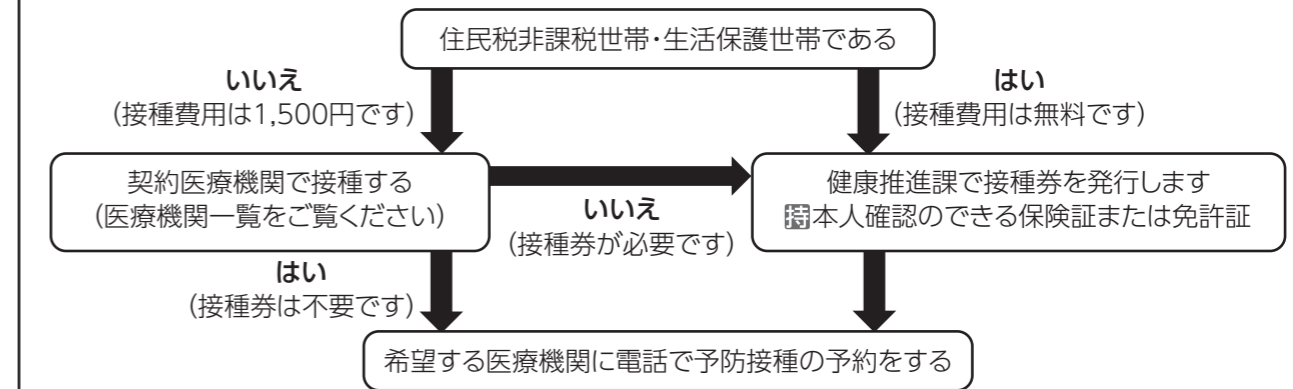 住民税非課税世帯・生活保護世帯である
いいえ
(接種費用は1,500円です)
はい
(接種費用は無料です)
契約医療機関で接種する
(医療機関一覧をご覧ください)
いいえ
(接種券が必要です)
健康推進課で接種券を発行します
持本人確認のできる保険証または免許証
はい
(接種券は不要です)
希望する医療機関に電話で予防接種の予約をする